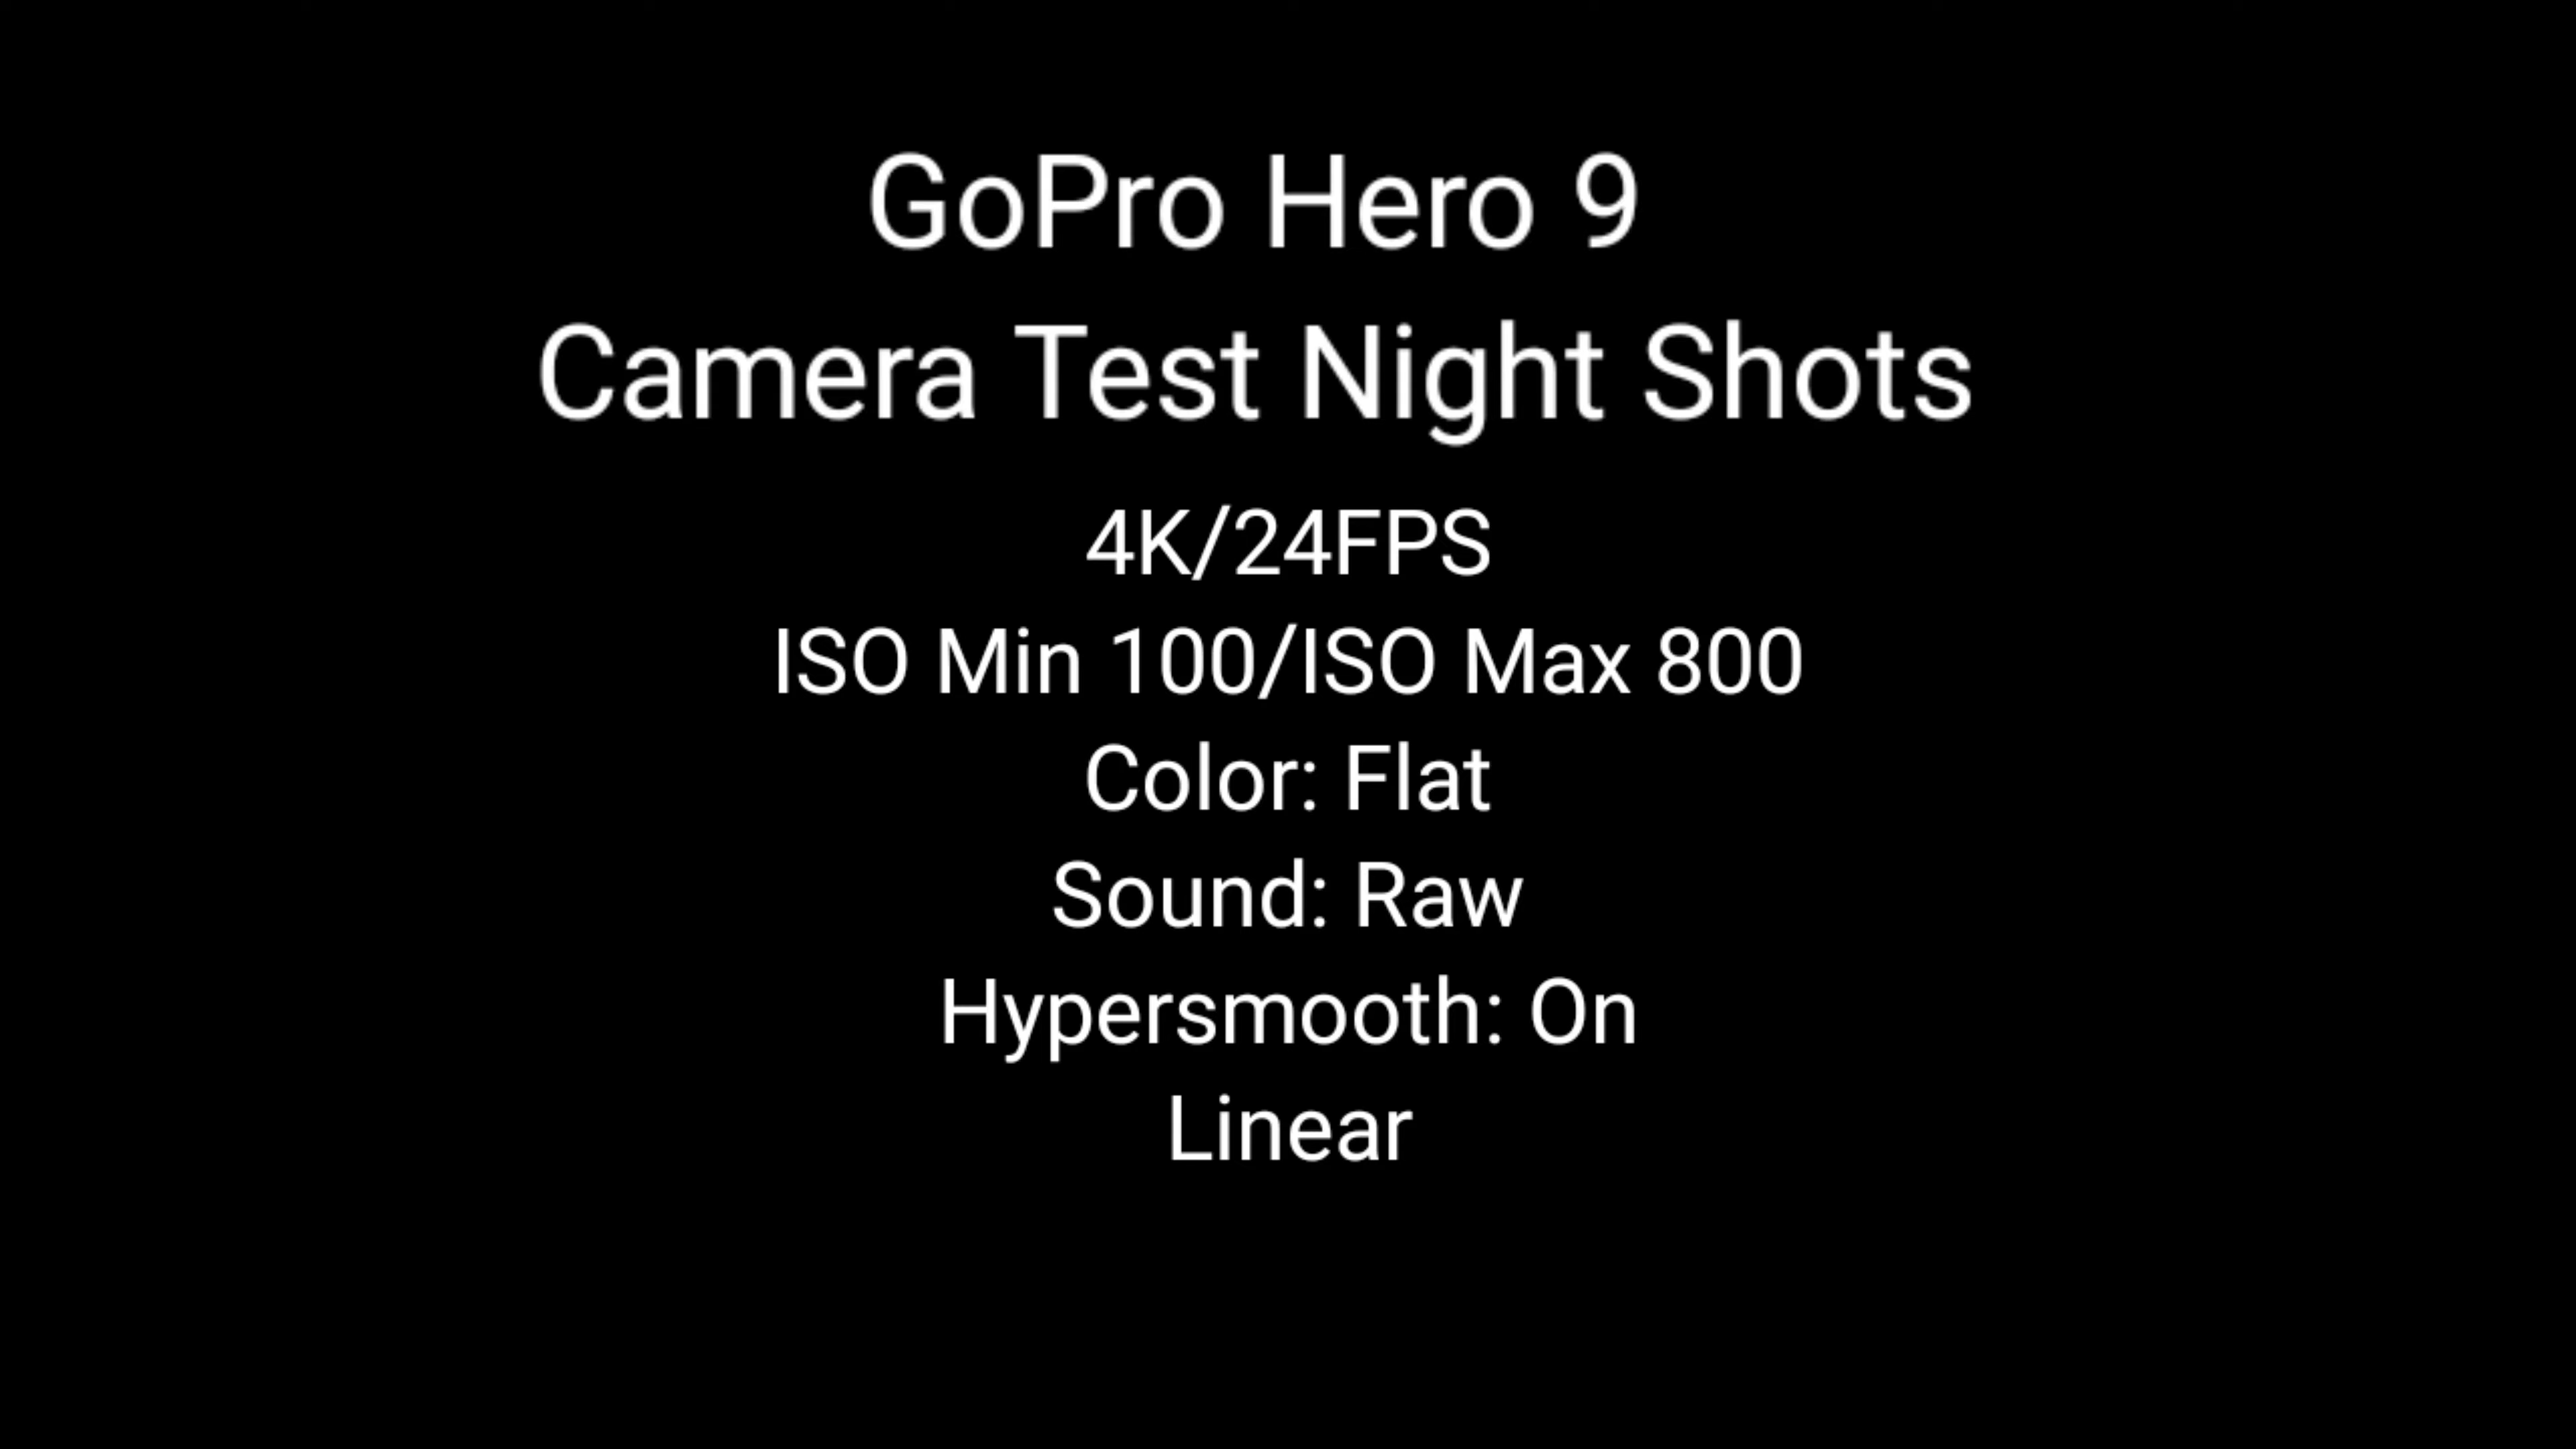 GoPro Hero 9
Camera Test Night Shots
4K/24FPS
ISO Min 100/ISO Max 800
Color: Flat
Sound: Raw
Hypersmooth: On
Linear